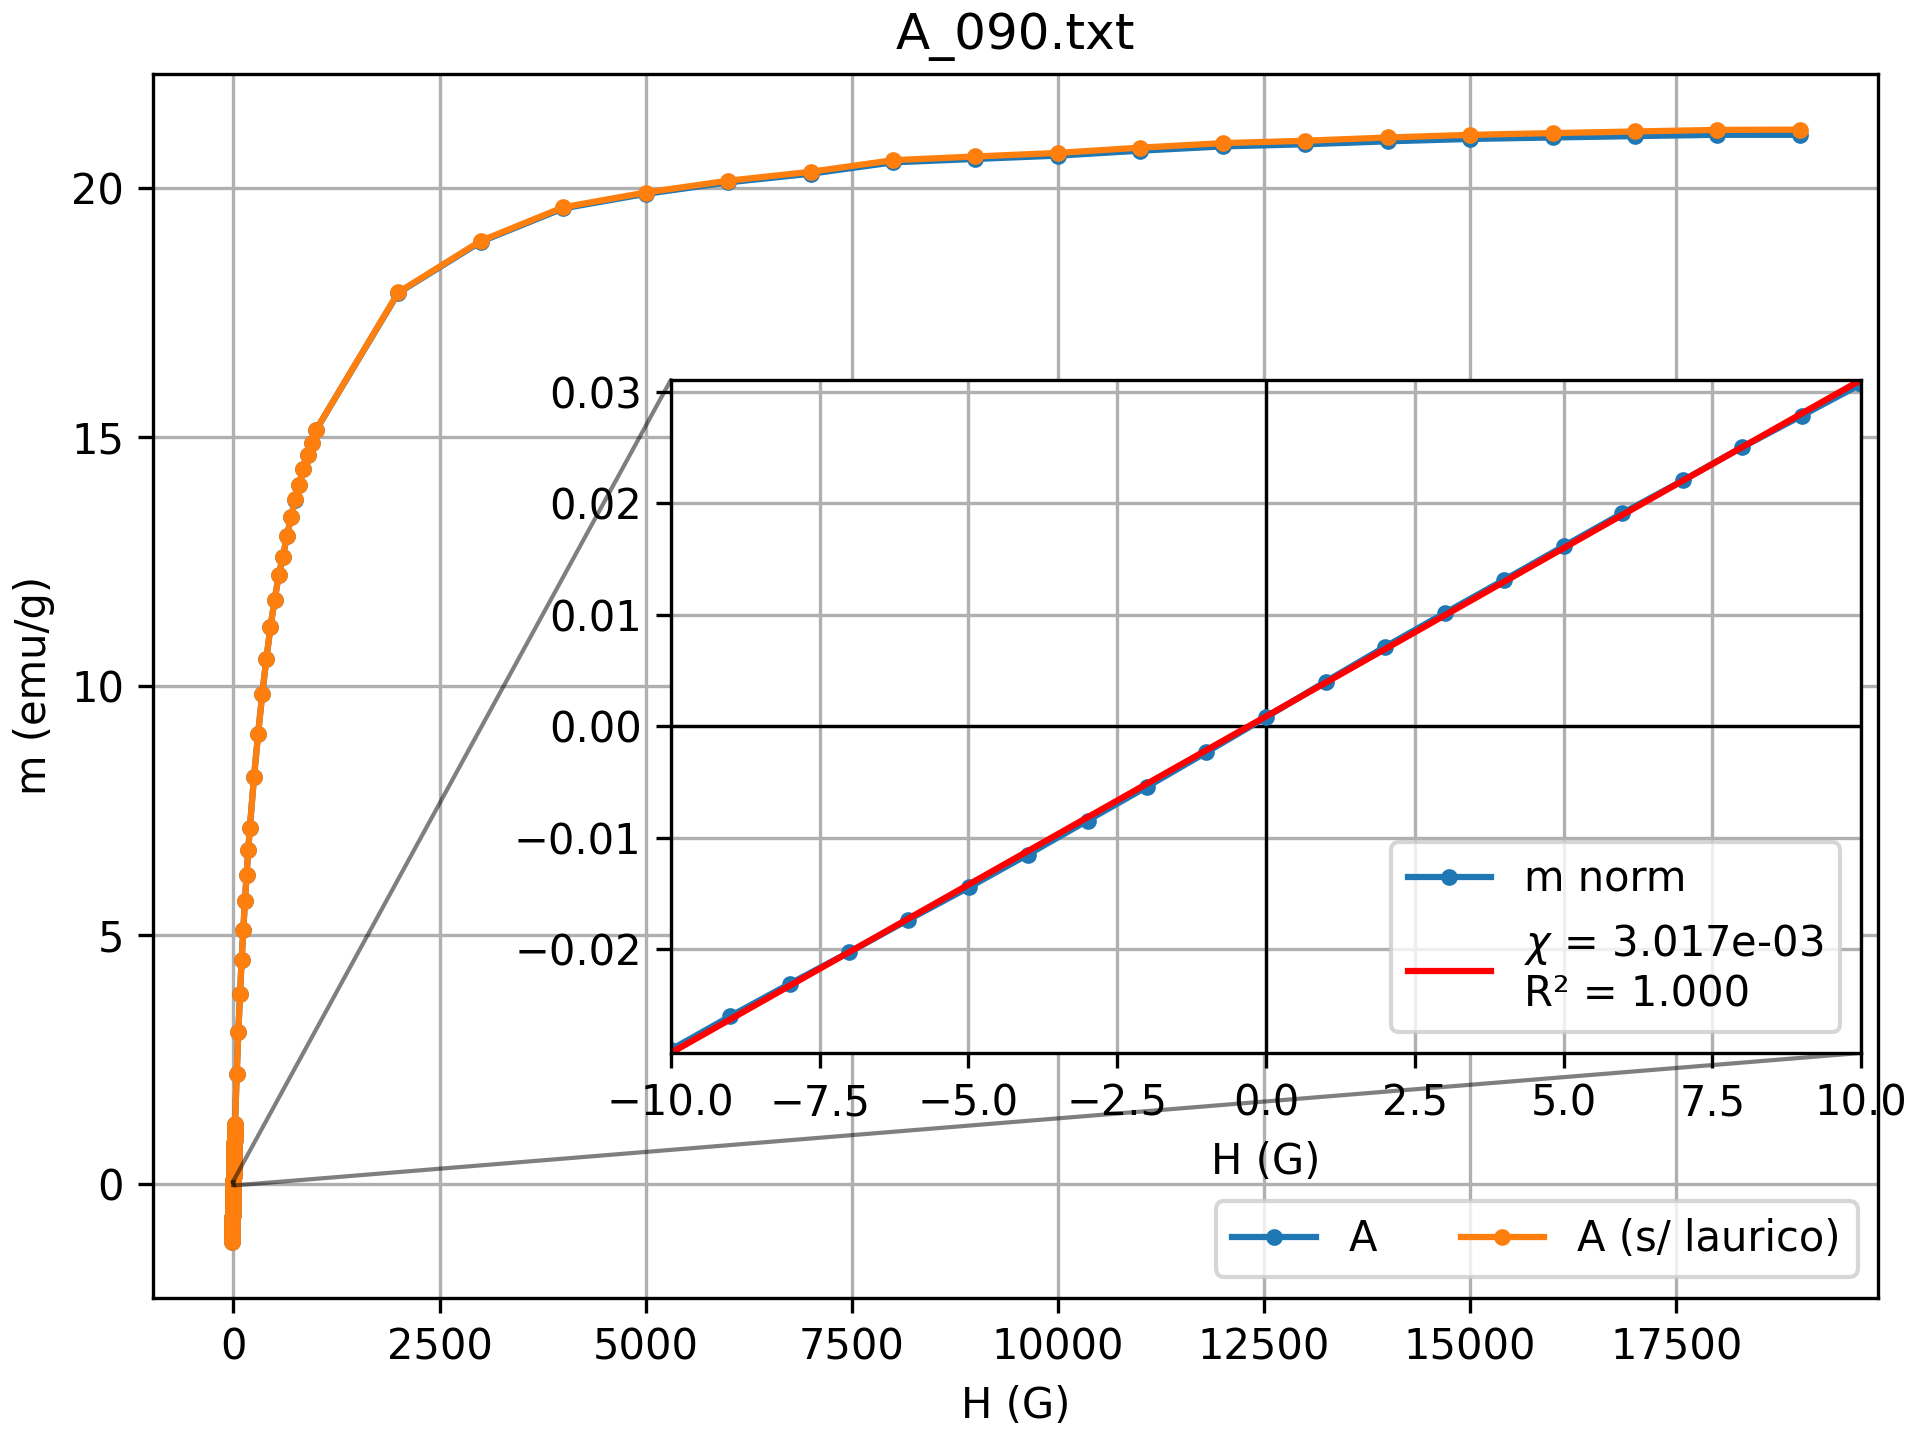 A_090.txt
m (emu/g)
20
15
10
5
0
0.03
0.02
0.01
0.00
−0.01
−0.02
m norm
χ = 3.017e-03
R² = 1.000
−10.0 −7.5 −5.0 −2.5 0.0 2.5 5.0 7.5 10.0
H (G)
A A (s/ laurico)
0 2500 5000 7500 10000 12500 15000 17500
H (G)